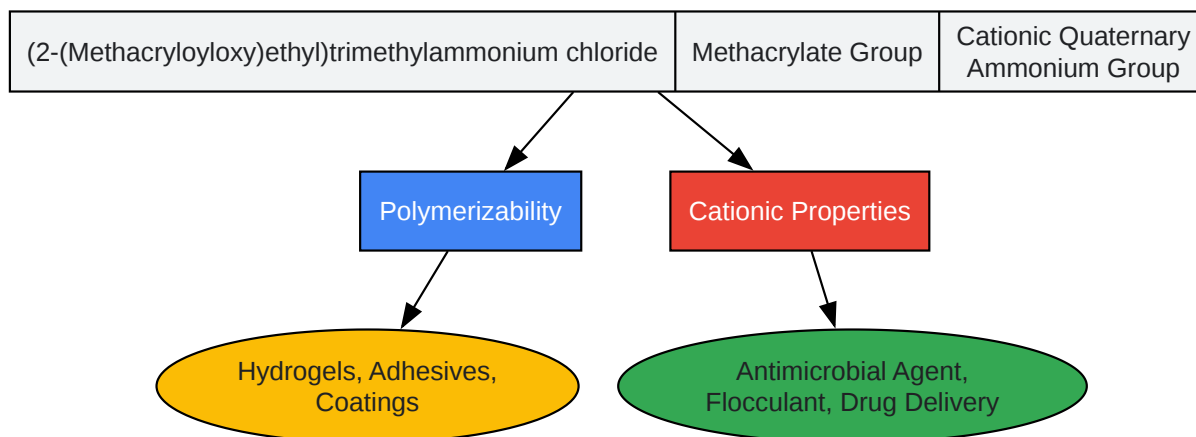 (2-(Methacryloyloxy)ethyl)trimethylammonium chloride
Methacrylate Group
Cationic Quaternary
Ammonium Group
Polymerizability
Cationic Properties
Hydrogels, Adhesives,
Coatings
Antimicrobial Agent,
Flocculant, Drug Delivery